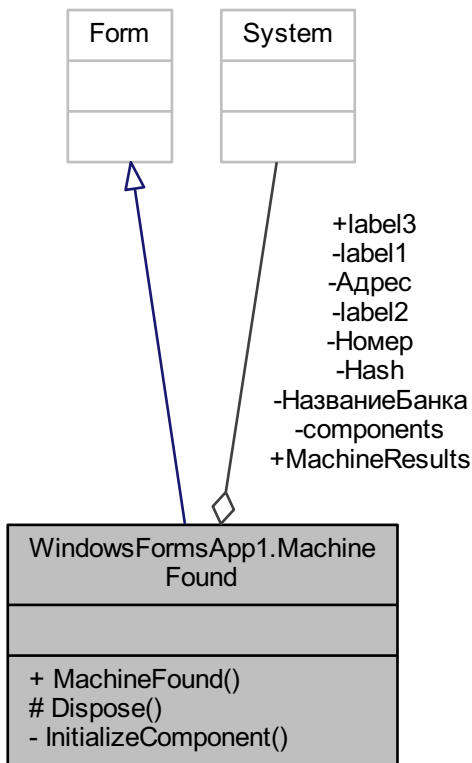 Form
System
+label3
-label1
-Адрес
-label2
-Номер
-Hash
-НазваниеБанка
-components
+MachineResults
WindowsFormsApp1.Machine
Found
+ MachineFound()
# Dispose()
- InitializeComponent()